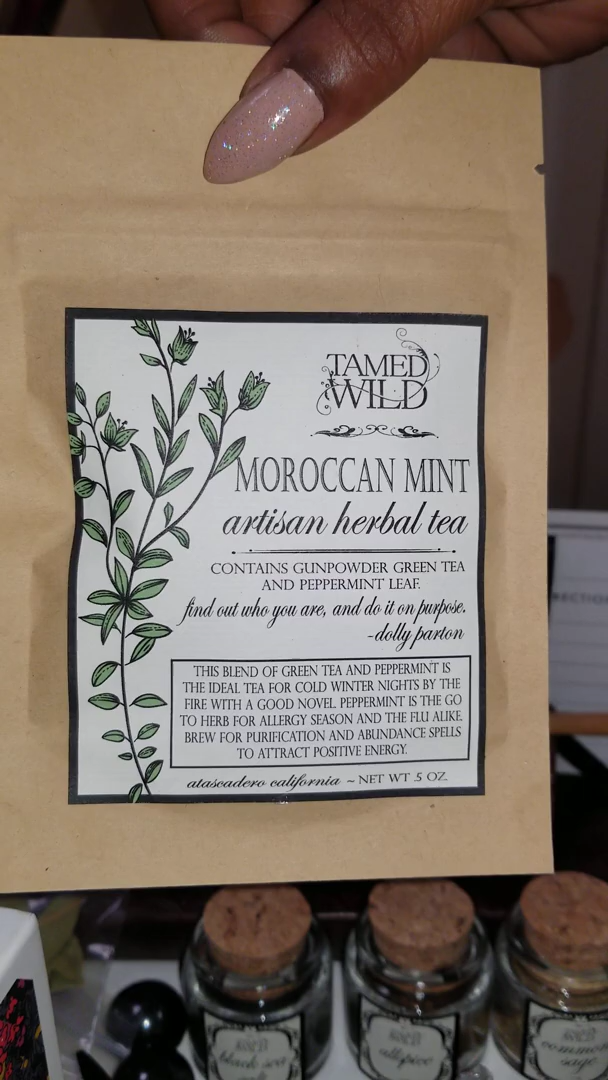 TAMED
WILD
MOROCCAN MINT
artisan herbal tea
CONTAINS GUNPOWDER GREEN TEA
AND PEPPERMINT LEAF.
find out who you are, and do it on purpose.
-dolly parton
THIS BLEND OF GREEN TEA AND PEPPERMINT IS
THE IDEAL TEA FOR COLD WINTER NIGHTS BY THE
FIRE WITH A GOOD NOVEL. PEPPERMINT IS THE GO
TO HERB FOR ALLERGY SEASON AND THE FLU ALIKE.
BREW FOR PURIFICATION AND ABUNDANCE SPELLS
TO ATTRACT POSITIVE ENERGY.
atascadero california ~ NET WT .5 OZ.
black sea
allspice
common
sage